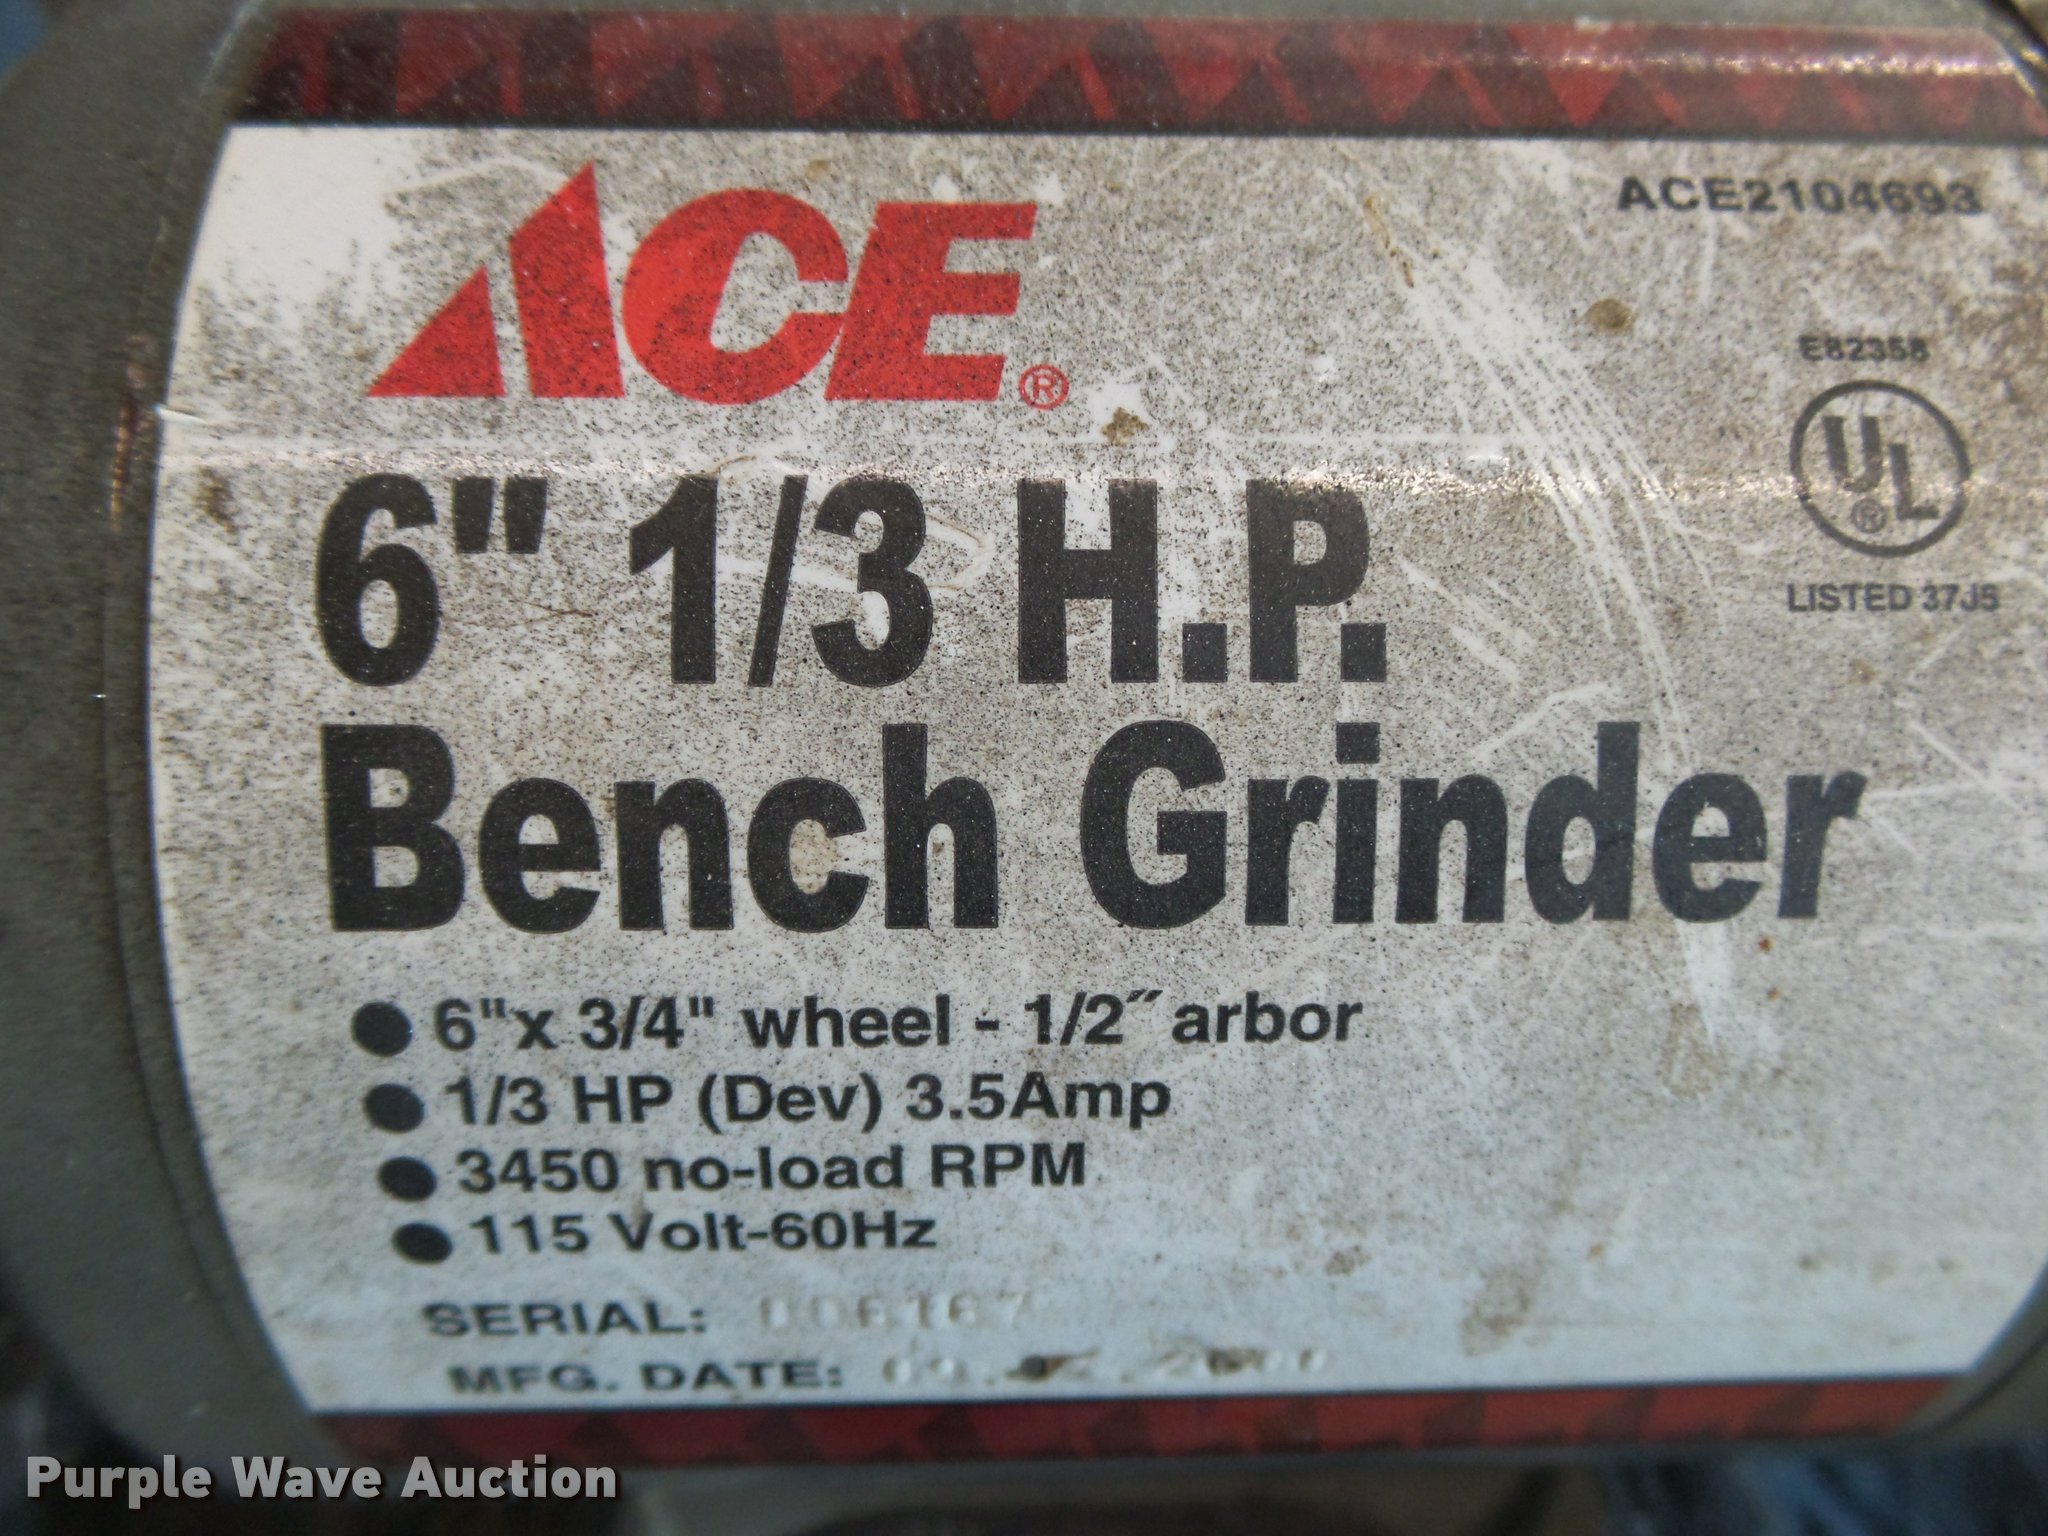 ACE®
ACE2104693
E82358
UL®
LISTED 37J5
6" 1/3 H.P.
Bench Grinder
● 6"x 3/4" wheel - 1/2" arbor
● 1/3 HP (Dev) 3.5Amp
● 3450 no-load RPM
● 115 Volt-60Hz
SERIAL:
MFG. DATE:
Purple Wave Auction